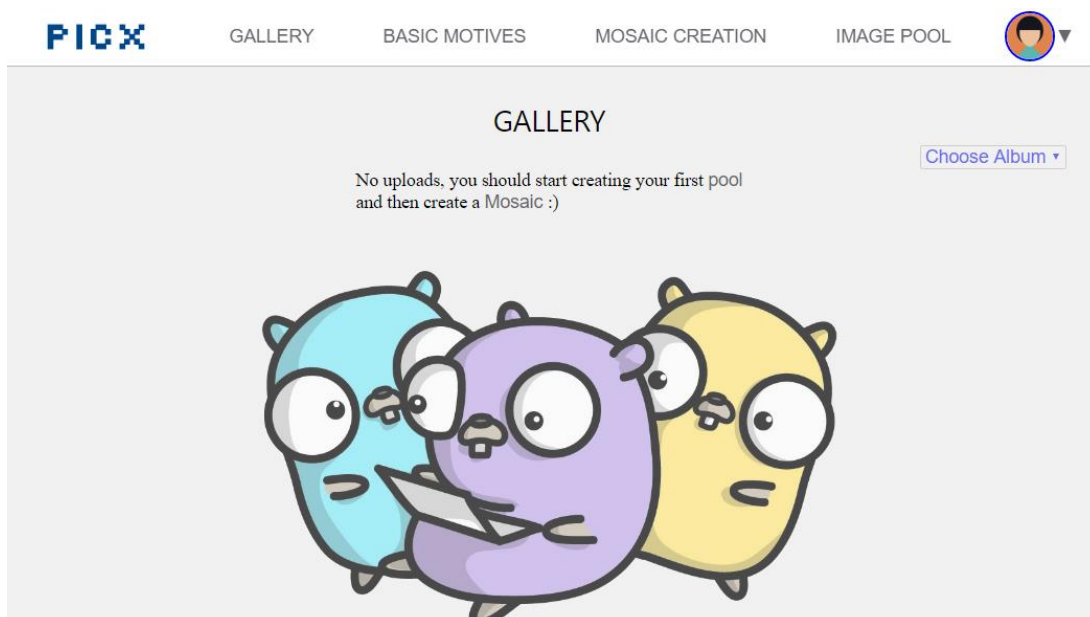 PICX GALLERY BASIC MOTIVES MOSAIC CREATION IMAGE POOL ▼
GALLERY
Choose Album ▾
No uploads, you should start creating your first pool
and then create a Mosaic :)